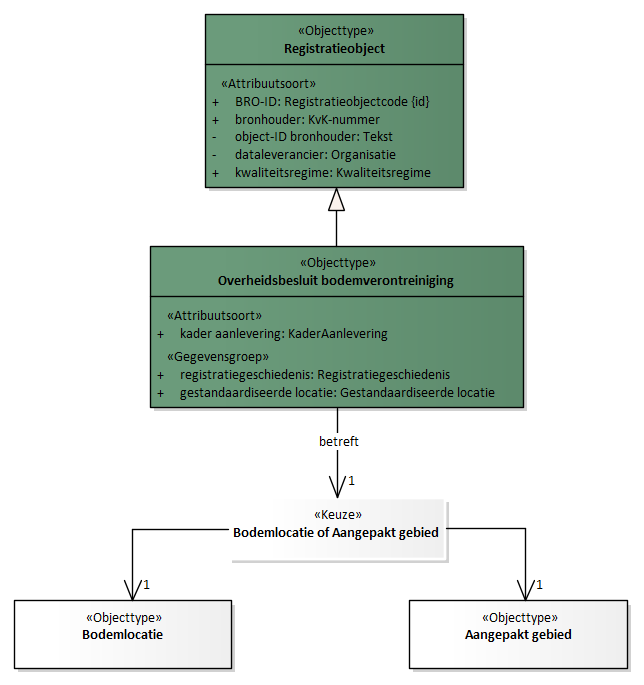 «Objecttype»
Registratieobject
«Attribuutsoort»
+ BRO-ID: Registratieobjectcode {id}
+ bronhouder: KvK-nummer
- object-ID bronhouder: Tekst
- dataleverancier: Organisatie
+ kwaliteitsregime: Kwaliteitsregime
«Objecttype»
Overheidsbesluit bodemverontreiniging
«Attribuutsoort»
+ kader aanlevering: KaderAanlevering
«Gegevensgroep»
+ registratiegeschiedenis: Registratiegeschiedenis
+ gestandaardiseerde locatie: Gestandaardiseerde locatie
betreft
1
«Keuze»
Bodemlocatie of Aangepakt gebied
1
1
«Objecttype»
Bodemlocatie
«Objecttype»
Aangepakt gebied